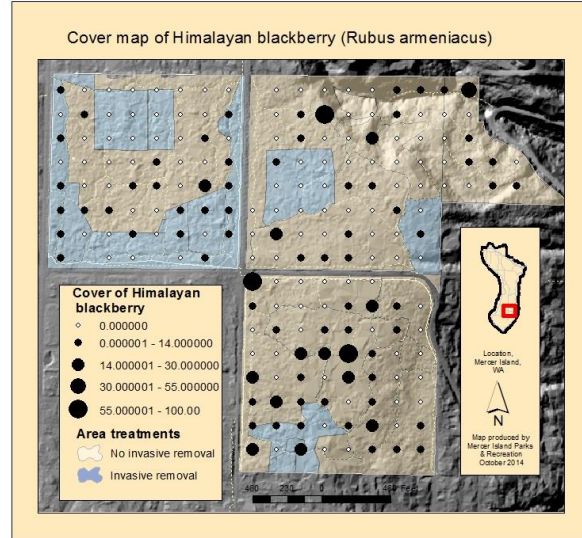 Cover map of Himalayan blackberry (Rubus armeniacus)
Cover of Himalayan
blackberry
0.000000
0.000001 - 14.000000
14.000001 - 30.000000
30.000001 - 55.000000
55.000001 - 100.00
Area treatments
No invasive removal
Invasive removal
Location,
Mercer Island,
WA
N
Map produced by
Mercer Island Parks
& Recreation
October 2014
460 230 0 460 Feet